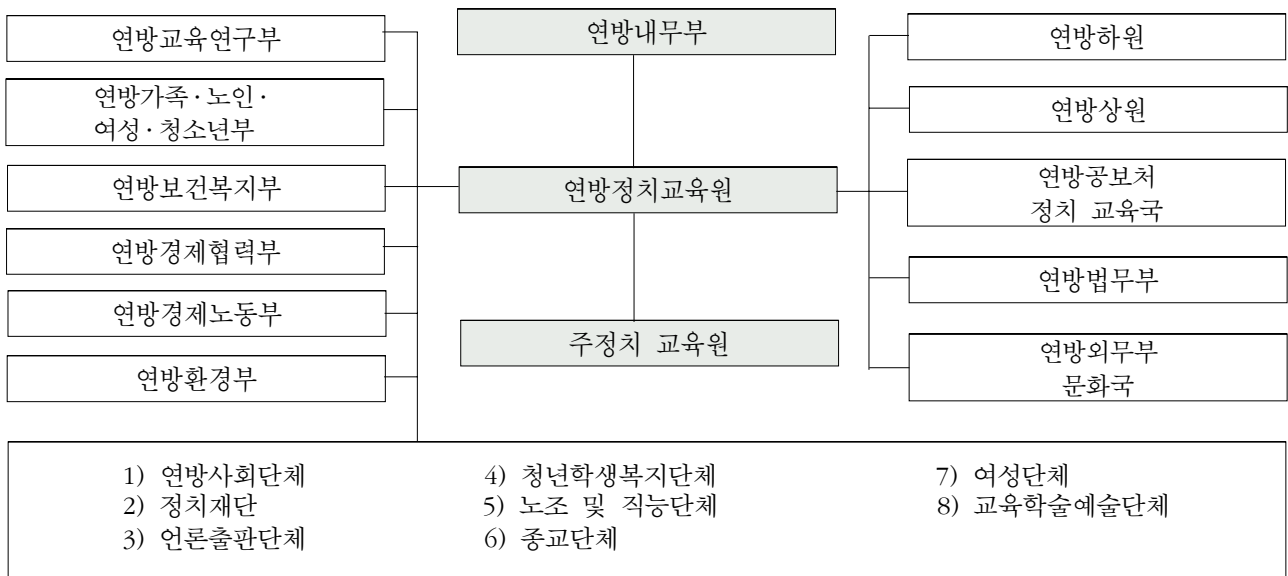 연방교육연구부
연방가족·노인·
여성·청소년부
연방보건복지부
연방경제협력부
연방경제노동부
연방환경부
연방내무부
연방정치교육원
주정치 교육원
연방하원
연방상원
연방공보처
정치 교육국
연방법무부
연방외무부
문화국
1) 연방사회단체
2) 정치재단
3) 언론출판단체
4) 청년학생복지단체
5) 노조 및 직능단체
6) 종교단체
7) 여성단체
8) 교육학술예술단체